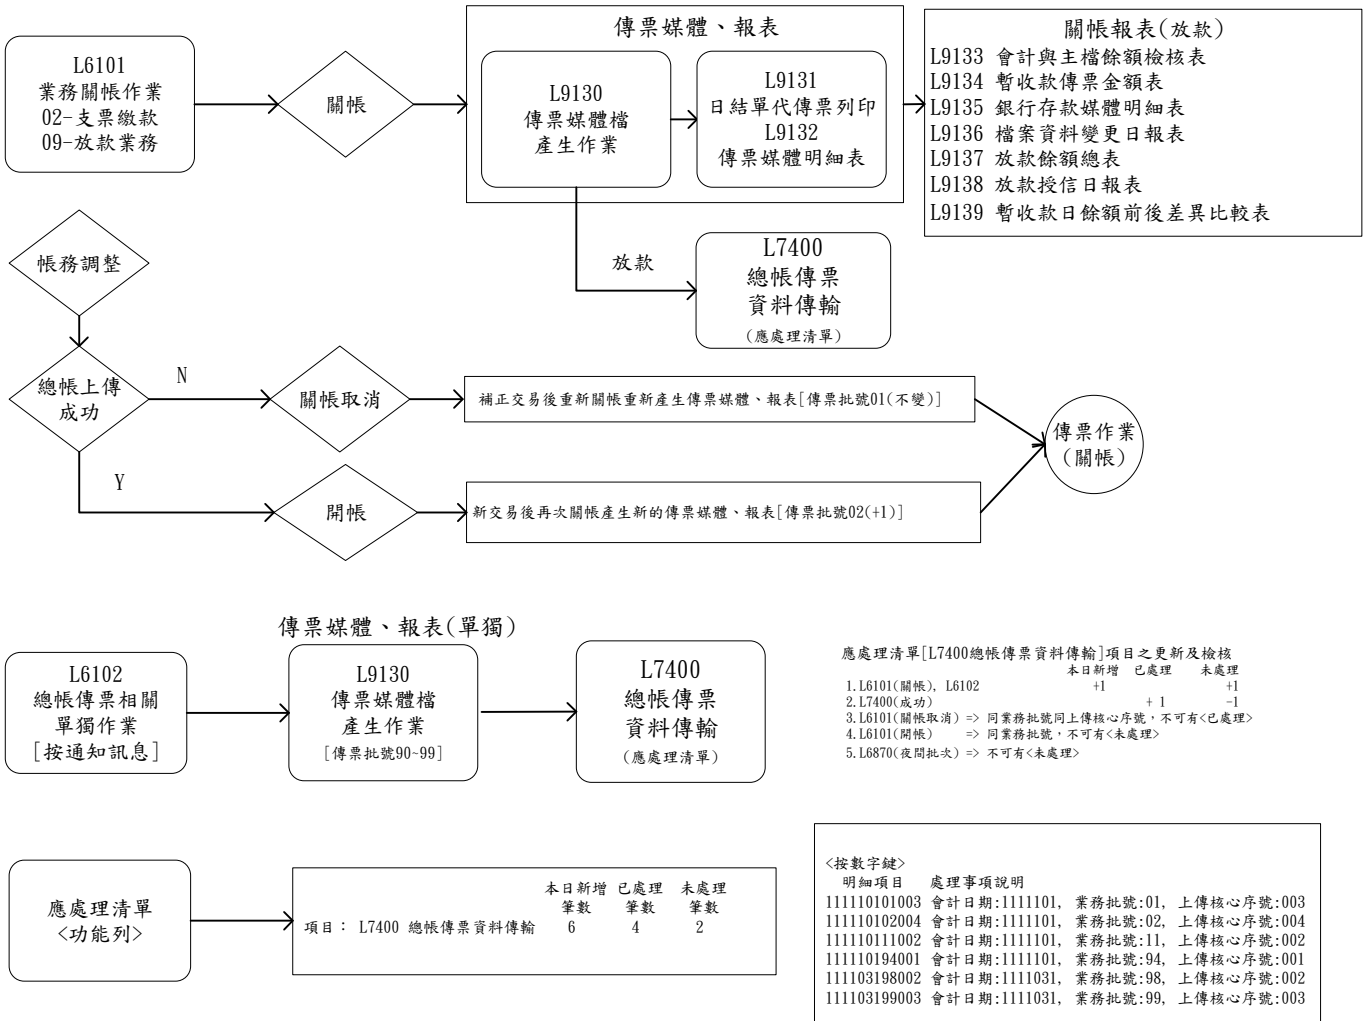 L6101
業務關帳作業
02-支票繳款
09-放款業務
關帳
傳票媒體、報表
L9130
傳票媒體檔
產生作業
L9131
日結單代傳票列印
L9132
傳票媒體明細表
關帳報表(放款)
L9133 會計與主檔餘額檢核表
L9134 暫收款傳票金額表
L9135 銀行存款媒體明細表
L9136 檔案資料變更日報表
L9137 放款餘額總表
L9138 放款授信日報表
L9139 暫收款日餘額前後差異比較表
放款
L7400
總帳傳票
資料傳輸
(應處理清單)
帳務調整
總帳上傳
成功
N
關帳取消
補正交易後重新關帳重新產生傳票媒體、報表[傳票批號01(不變)]
Y
開帳
新交易後再次關帳產生新的傳票媒體、報表[傳票批號02(+1)]
傳票作業
(關帳)
傳票媒體、報表(單獨)
L6102
總帳傳票相關
單獨作業
[按通知訊息]
L9130
傳票媒體檔
產生作業
[傳票批號90~99]
L7400
總帳傳票
資料傳輸
(應處理清單)
應處理清單[L7400總帳傳票資料傳輸]項目之更新及檢核
本日新增 已處理 未處理
1.L6101(關帳), L6102 +1 +1
2.L7400(成功) + 1 -1
3.L6101(關帳取消) => 同業務批號同上傳核心序號，不可有<已處理>
4.L6101(開帳) => 同業務批號，不可有<未處理>
5.L6870(夜間批次) => 不可有<未處理>
應處理清單
<功能列>
本日新增 已處理 未處理
筆數 筆數 筆數
項目： L7400 總帳傳票資料傳輸 6 4 2
<按數字鍵>
明細項目 處理事項說明
111110101003 會計日期:1111101, 業務批號:01, 上傳核心序號:003
111110102004 會計日期:1111101, 業務批號:02, 上傳核心序號:004
111110111002 會計日期:1111101, 業務批號:11, 上傳核心序號:002
111110194001 會計日期:1111101, 業務批號:94, 上傳核心序號:001
111103198002 會計日期:1111031, 業務批號:98, 上傳核心序號:002
111103199003 會計日期:1111031, 業務批號:99, 上傳核心序號:003